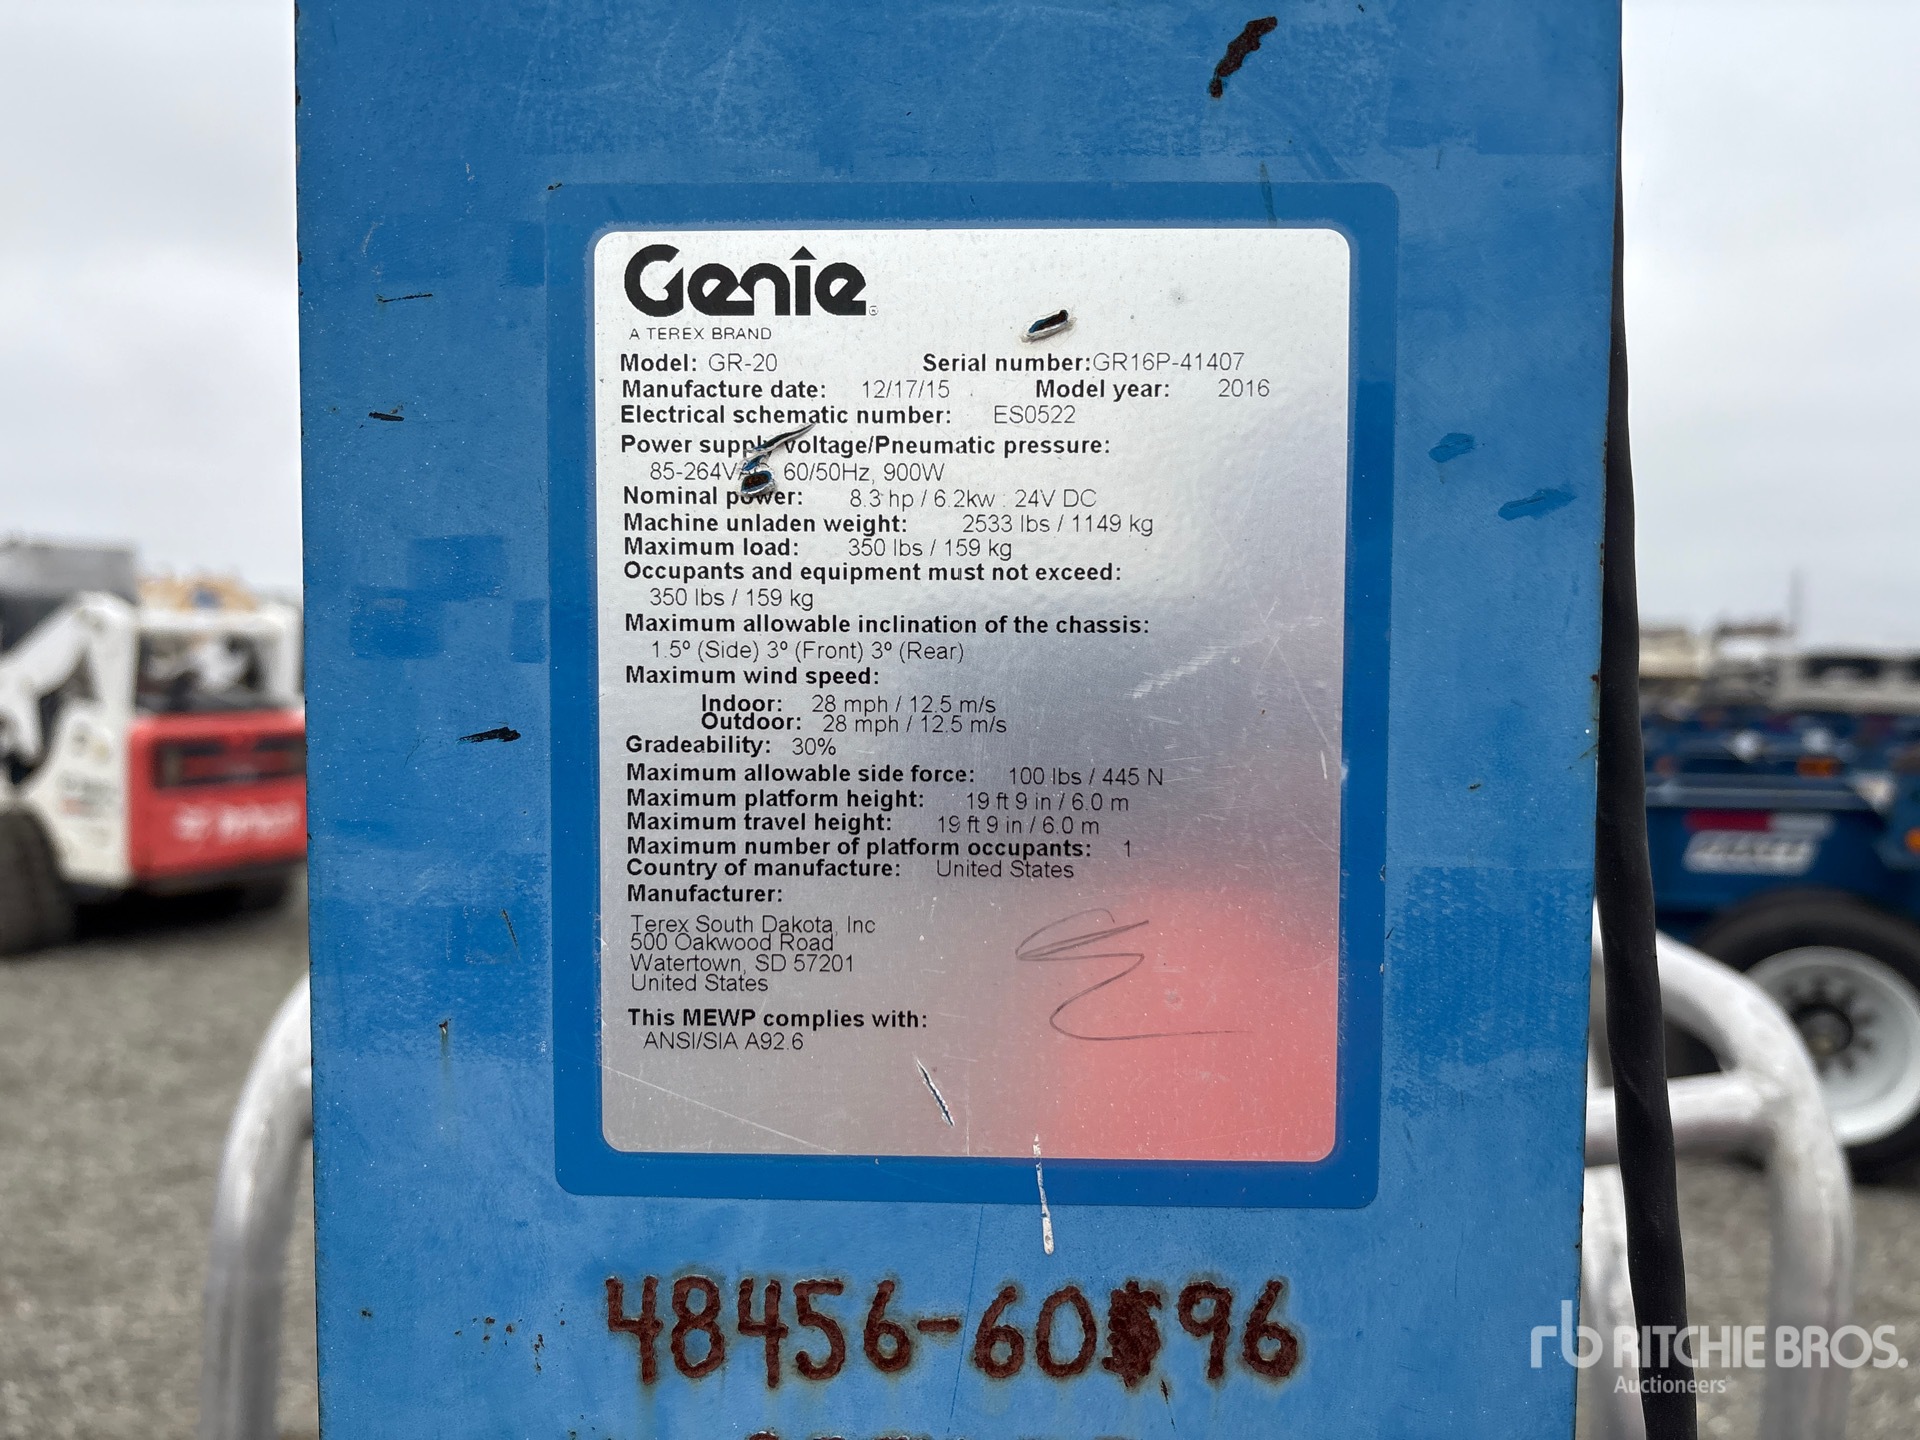 Genie®
A TEREX BRAND
Model: GR-20 Serial number:GR16P-41407
Manufacture date: 12/17/15 Model year: 2016
Electrical schematic number: ES0522
Power supply voltage/Pneumatic pressure:
85-264V 60/50Hz, 900W
Nominal power: 8.3 hp / 6.2kw : 24V DC
Machine unladen weight: 2533 lbs / 1149 kg
Maximum load: 350 lbs / 159 kg
Occupants and equipment must not exceed:
350 lbs / 159 kg
Maximum allowable inclination of the chassis:
1.5º (Side) 3º (Front) 3º (Rear)
Maximum wind speed:
Indoor: 28 mph / 12.5 m/s
Outdoor: 28 mph / 12.5 m/s
Gradeability: 30%
Maximum allowable side force: 100 lbs / 445 N
Maximum platform height: 19 ft 9 in / 6.0 m
Maximum travel height: 19 ft 9 in / 6.0 m
Maximum number of platform occupants: 1
Country of manufacture: United States
Manufacturer:
Terex South Dakota, Inc
500 Oakwood Road
Watertown, SD 57201
United States
This MEWP complies with:
ANSI/SIA A92.6
rb RITCHIE BROS.
Auctioneers